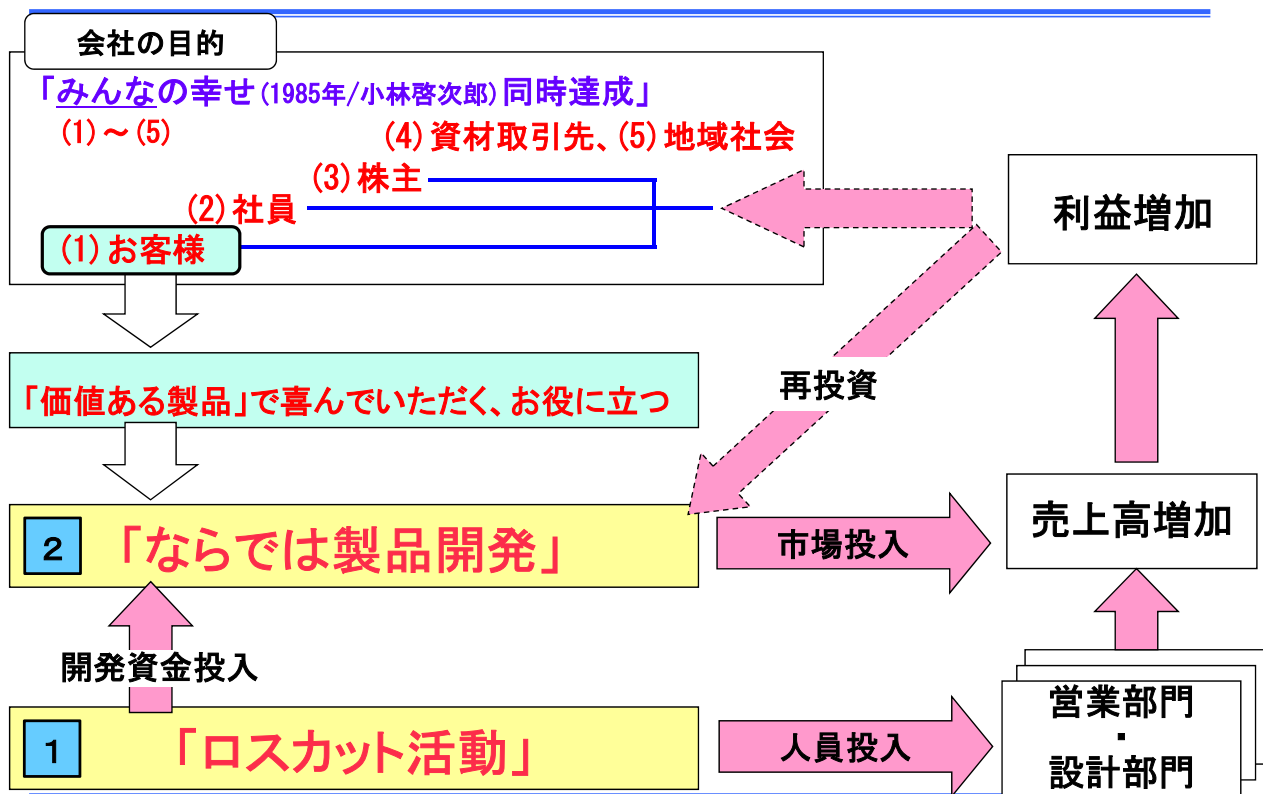 会社の目的
「みんなの幸せ(1985年/小林啓次郎)同時達成」
(1)～(5)
(4)資材取引先、(5)地域社会
(3)株主
(2)社員
(1)お客様
利益増加
「価値ある製品」で喜んでいただく、お役に立つ
再投資
2 「ならでは製品開発」
市場投入
売上高増加
開発資金投入
1 「ロスカット活動」
人員投入
営業部門
・
設計部門